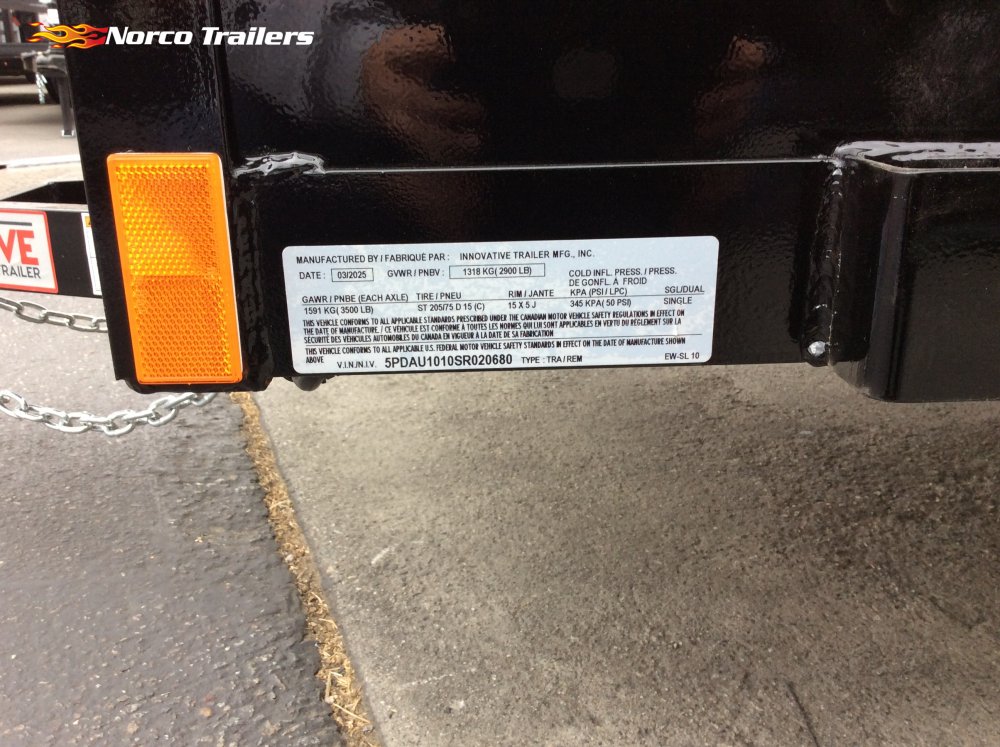 Norco Trailers
VE
TRAILER
MANUFACTURED BY / FABRIQUÉ PAR : INNOVATIVE TRAILER MFG., INC.
DATE : 03/2025 GVWR / PNBV : 1318 KG( 2900 LB)
COLD INFL. PRESS. / PRESS.
DE GONFL. À FROID
GAWR / PNBE (EACH AXLE) TIRE / PNEU RIM / JANTE KPA (PSI / LPC) SGL/DUAL
1591 KG( 3500 LB) ST 205/75 D 15 (C) 15 X 5 J 345 KPA( 50 PSI) SINGLE
THIS VEHICLE CONFORMS TO ALL APPLICABLE STANDARDS PRESCRIBED UNDER THE CANADIAN MOTOR VEHICLE SAFETY REGULATIONS IN EFFECT ON
THE DATE OF MANUFACTURE. / CE VEHICULE EST CONFORME À TOUTES LES NORMES QUI LUI SONT APPLICABLES EN VERTU DU REGLEMENT SUR LA
SÉCURITÉ DES VEHICULES AUTOMOBILES DU CANADA EN VIGUEUR À LA DATE DE SA FABRICATION
THIS VEHICLE CONFORMS TO ALL APPLICABLE U.S. FEDERAL MOTOR VEHICLE SAFETY STANDARDS IN EFFECT ON THE DATE OF MANUFACTURE SHOWN
ABOVE V.I.N./N.I.V. 5PDAU1010SR020680 TYPE : TRA / REM EW-SL 10